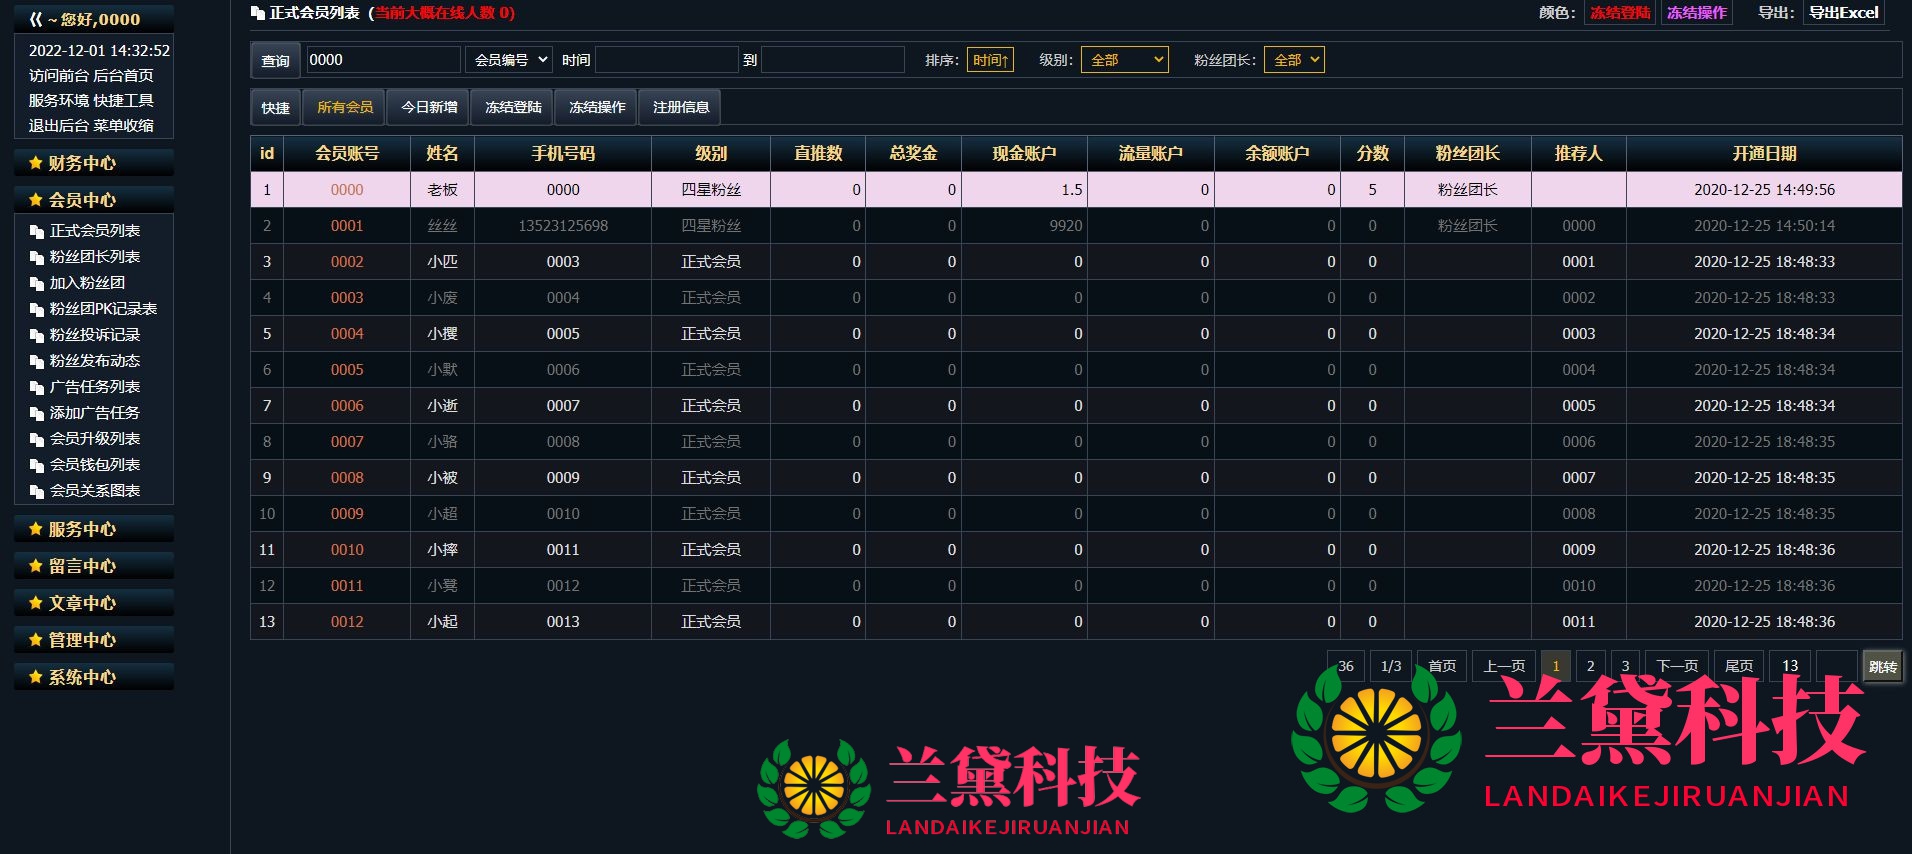 ~ 您好,0000
2022-12-01 14:32:52
访问前台 后台首页
服务环境 快捷工具
退出后台 菜单收缩
财务中心
会员中心
正式会员列表
粉丝团长列表
加入粉丝团
粉丝团PK记录表
粉丝投诉记录
粉丝发布动态
广告任务列表
添加广告任务
会员升级列表
会员钱包列表
会员关系图表
服务中心
留言中心
文章中心
管理中心
系统中心
正式会员列表 (当前大概在线人数 0) 颜色: 冻结登陆 冻结操作 导出: 导出Excel
查询 0000 会员编号 时间 到 排序: 时间↑ 级别: 全部 粉丝团长: 全部
快捷 所有会员 今日新增 冻结登陆 冻结操作 注册信息
id 会员账号 姓名 手机号码 级别 直推数 总奖金 现金账户 流量账户 余额账户 分数 粉丝团长 推荐人 开通日期
1 0000 老板 0000 四星粉丝 0 0 1.5 0 0 5 粉丝团长 2020-12-25 14:49:56
2 0001 丝丝 13523125698 四星粉丝 0 0 9920 0 0 0 粉丝团长 0000 2020-12-25 14:50:14
3 0002 小匹 0003 正式会员 0 0 0 0 0 0 0001 2020-12-25 18:48:33
4 0003 小废 0004 正式会员 0 0 0 0 0 0 0002 2020-12-25 18:48:33
5 0004 小撄 0005 正式会员 0 0 0 0 0 0 0003 2020-12-25 18:48:34
6 0005 小默 0006 正式会员 0 0 0 0 0 0 0004 2020-12-25 18:48:34
7 0006 小逝 0007 正式会员 0 0 0 0 0 0 0005 2020-12-25 18:48:34
8 0007 小骆 0008 正式会员 0 0 0 0 0 0 0006 2020-12-25 18:48:35
9 0008 小被 0009 正式会员 0 0 0 0 0 0 0007 2020-12-25 18:48:35
10 0009 小超 0010 正式会员 0 0 0 0 0 0 0008 2020-12-25 18:48:35
11 0010 小摔 0011 正式会员 0 0 0 0 0 0 0009 2020-12-25 18:48:36
12 0011 小凳 0012 正式会员 0 0 0 0 0 0 0010 2020-12-25 18:48:36
13 0012 小起 0013 正式会员 0 0 0 0 0 0 0011 2020-12-25 18:48:36
36 1/3 首页 上一页 1 2 3 下一页 尾页 13 跳转
兰黛科技
LANDAIKEJIRUANJIAN
兰黛科技
LANDAIKEJIRUANJIAN